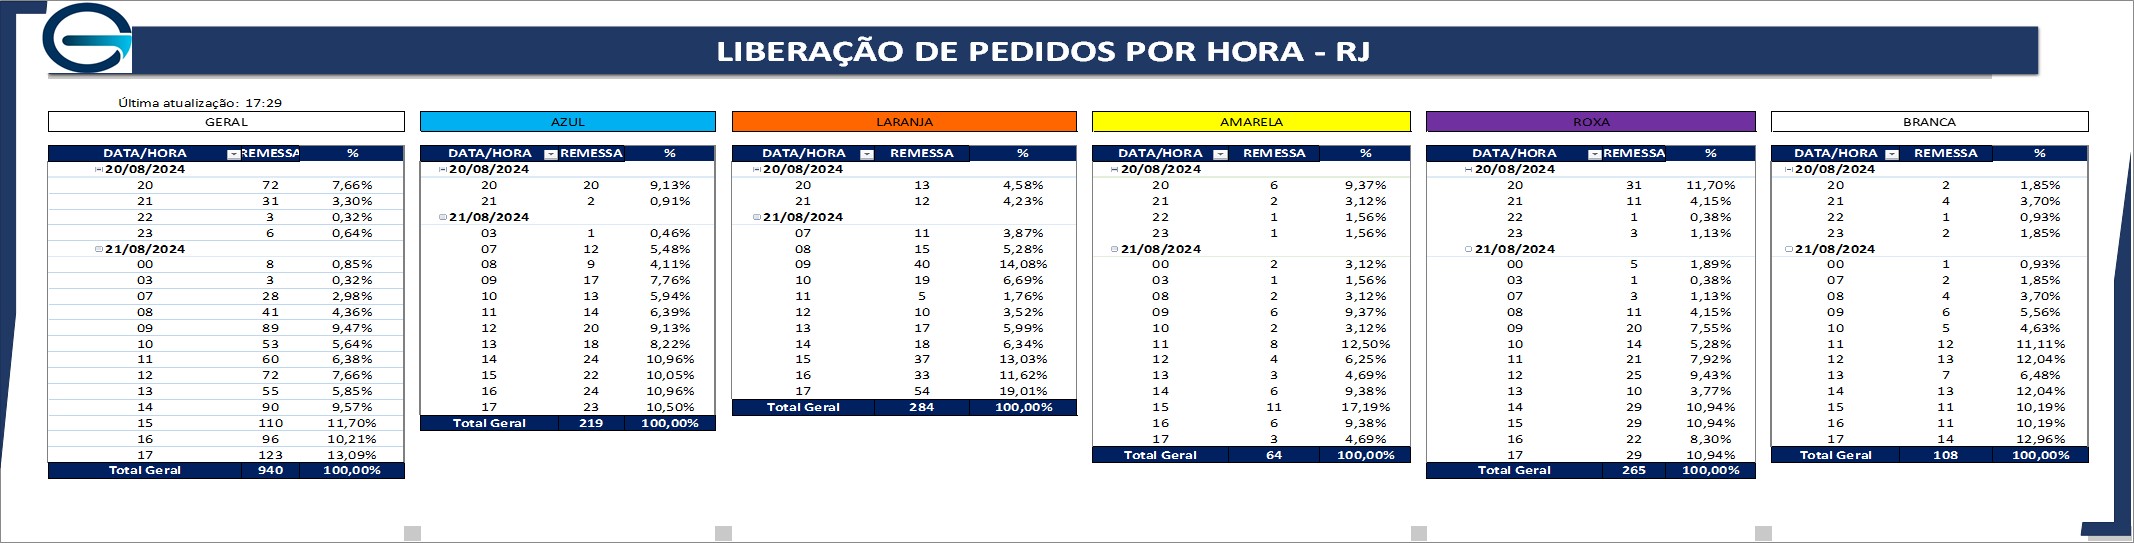 LIBERAÇÃO DE PEDIDOS POR HORA - RJ
Última atualização: 17:29
GERAL
DATA/HORA REMESSA %
20/08/2024
20 72 7,66%
21 31 3,30%
22 3 0,32%
23 6 0,64%
21/08/2024
00 8 0,85%
03 3 0,32%
07 28 2,98%
08 41 4,36%
09 89 9,47%
10 53 5,64%
11 60 6,38%
12 72 7,66%
13 55 5,85%
14 90 9,57%
15 110 11,70%
16 96 10,21%
17 123 13,09%
Total Geral 940 100,00%
AZUL
DATA/HORA REMESSA %
20/08/2024
20 20 9,13%
21 2 0,91%
21/08/2024
03 1 0,46%
07 12 5,48%
08 9 4,11%
09 17 7,76%
10 13 5,94%
11 14 6,39%
12 20 9,13%
13 18 8,22%
14 24 10,96%
15 22 10,05%
16 24 10,96%
17 23 10,50%
Total Geral 219 100,00%
LARANJA
DATA/HORA REMESSA %
20/08/2024
20 13 4,58%
21 12 4,23%
21/08/2024
07 11 3,87%
08 15 5,28%
09 40 14,08%
10 19 6,69%
11 5 1,76%
12 10 3,52%
13 17 5,99%
14 18 6,34%
15 37 13,03%
16 33 11,62%
17 54 19,01%
Total Geral 284 100,00%
AMARELA
DATA/HORA REMESSA %
20/08/2024
20 6 9,37%
21 2 3,12%
22 1 1,56%
23 1 1,56%
21/08/2024
00 2 3,12%
03 1 1,56%
08 2 3,12%
09 6 9,37%
10 2 3,12%
11 8 12,50%
12 4 6,25%
13 3 4,69%
14 6 9,38%
15 11 17,19%
16 6 9,38%
17 3 4,69%
Total Geral 64 100,00%
ROXA
DATA/HORA REMESSA %
20/08/2024
20 31 11,70%
21 11 4,15%
22 1 0,38%
23 3 1,13%
21/08/2024
00 5 1,89%
03 1 0,38%
07 3 1,13%
08 11 4,15%
09 20 7,55%
10 14 5,28%
11 21 7,92%
12 25 9,43%
13 10 3,77%
14 29 10,94%
15 29 10,94%
16 22 8,30%
17 29 10,94%
Total Geral 265 100,00%
BRANCA
DATA/HORA REMESSA %
20/08/2024
20 2 1,85%
21 4 3,70%
22 1 0,93%
23 2 1,85%
21/08/2024
00 1 0,93%
07 2 1,85%
08 4 3,70%
09 6 5,56%
10 5 4,63%
11 12 11,11%
12 13 12,04%
13 7 6,48%
14 13 12,04%
15 11 10,19%
16 11 10,19%
17 14 12,96%
Total Geral 108 100,00%